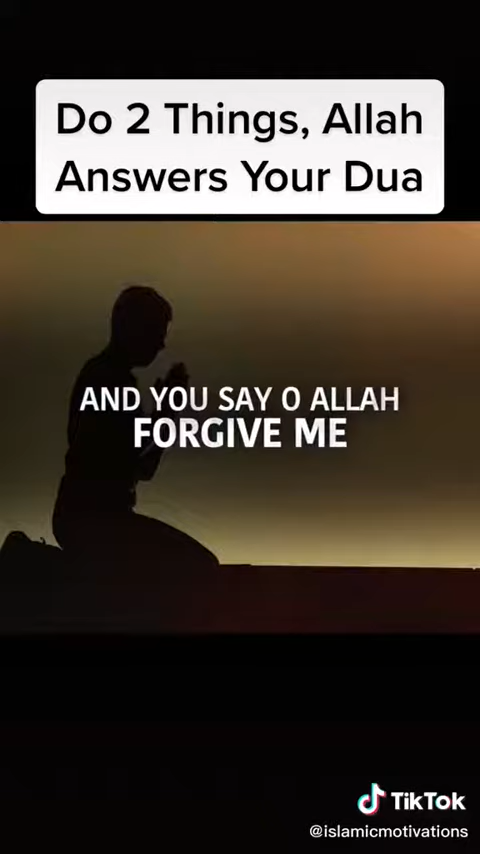 Do 2 Things, Allah
Answers Your Dua
AND YOU SAY O ALLAH
FORGIVE ME
TikTok
@islamicmotivations